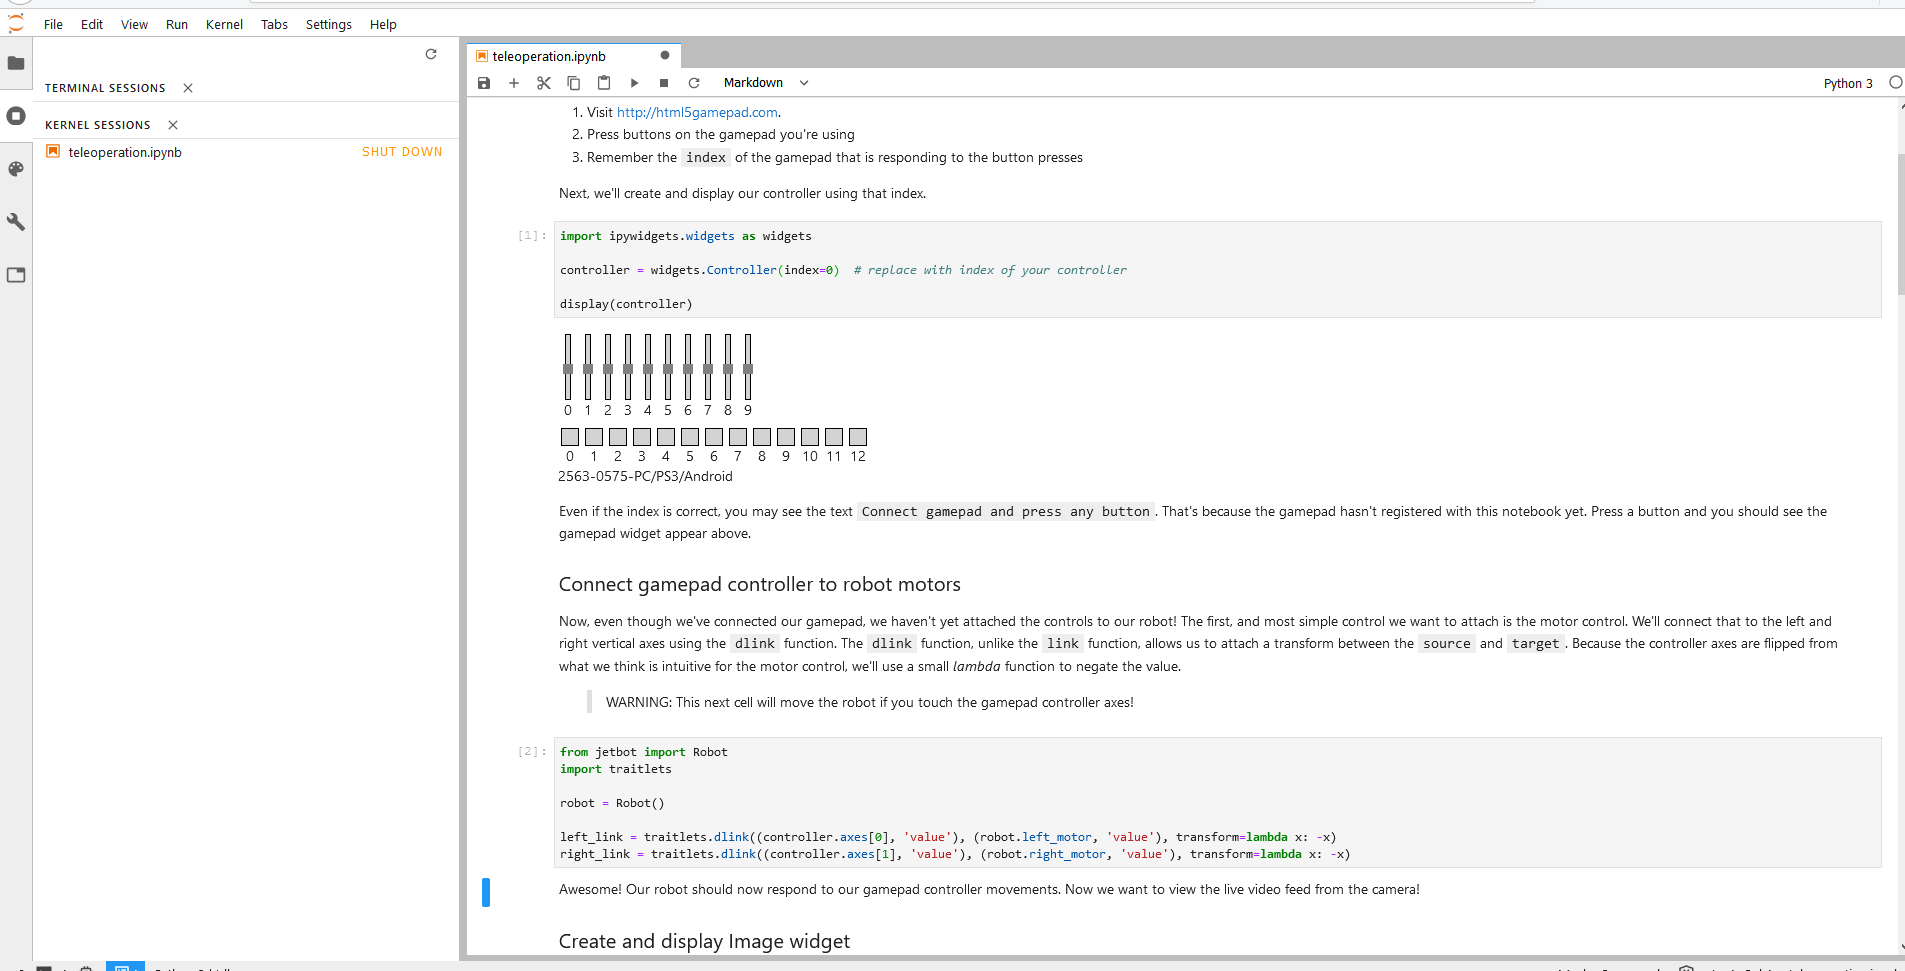 File Edit View Run Kernel Tabs Settings Help
TERMINAL SESSIONS
KERNEL SESSIONS
teleoperation.ipynb SHUT DOWN
teleoperation.ipynb
Markdown
Python 3
1. Visit http://html5gamepad.com.
2. Press buttons on the gamepad you're using
3. Remember the index of the gamepad that is responding to the button presses
Next, we'll create and display our controller using that index.
[1]:
import ipywidgets.widgets as widgets
controller = widgets.Controller(index=0)  # replace with index of your controller
display(controller)
0 1 2 3 4 5 6 7 8 9
0 1 2 3 4 5 6 7 8 9 10 11 12
2563-0575-PC/PS3/Android
Even if the index is correct, you may see the text Connect gamepad and press any button. That's because the gamepad hasn't registered with this notebook yet. Press a button and you should see the
gamepad widget appear above.
Connect gamepad controller to robot motors
Now, even though we've connected our gamepad, we haven't yet attached the controls to our robot! The first, and most simple control we want to attach is the motor control. We'll connect that to the left and
right vertical axes using the dlink function. The dlink function, unlike the link function, allows us to attach a transform between the source and target. Because the controller axes are flipped from
what we think is intuitive for the motor control, we'll use a small lambda function to negate the value.
WARNING: This next cell will move the robot if you touch the gamepad controller axes!
[2]:
from jetbot import Robot
import traitlets
robot = Robot()
left_link = traitlets.dlink((controller.axes[0], 'value'), (robot.left_motor, 'value'), transform=lambda x: -x)
right_link = traitlets.dlink((controller.axes[1], 'value'), (robot.right_motor, 'value'), transform=lambda x: -x)
Awesome! Our robot should now respond to our gamepad controller movements. Now we want to view the live video feed from the camera!
Create and display Image widget